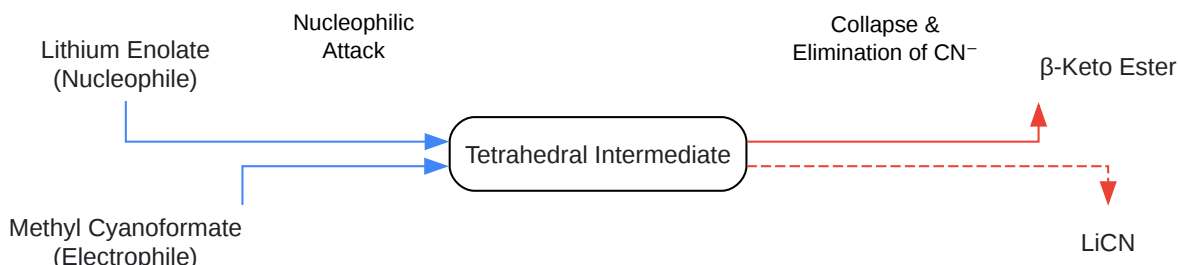 Nucleophilic
Attack
Collapse &
Elimination of CN⁻
Lithium Enolate
(Nucleophile)
β-Keto Ester
Tetrahedral Intermediate
Methyl Cyanoformate
(Electrophile)
LiCN